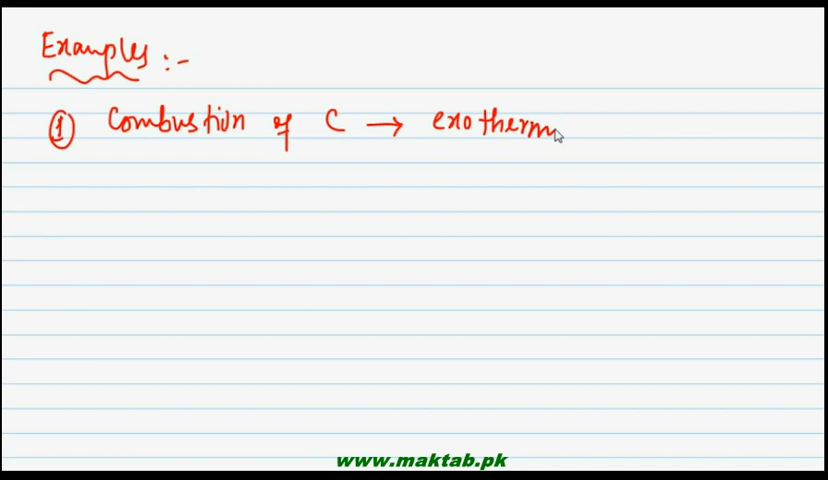 Examples :-
① Combustion of C → exotherm
www.maktab.pk